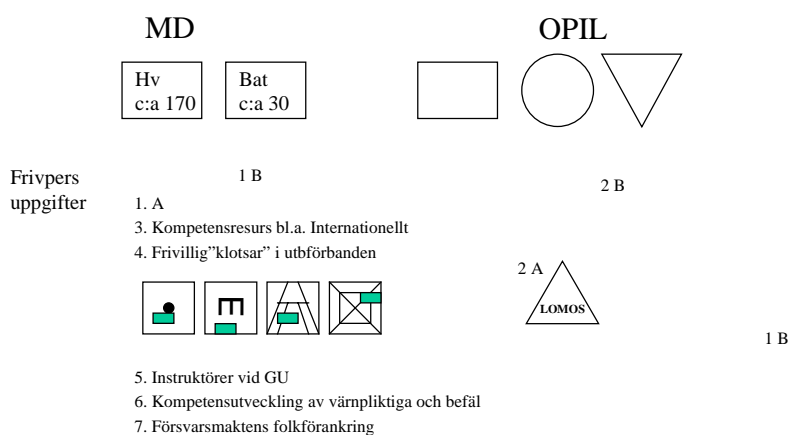 MD
OPIL
Hv
c:a 170
Bat
c:a 30
Frivpers
uppgifter
1 B
2 B
1. A
3. Kompetensresurs bl.a. Internationellt
4. Frivillig”klotsar” i utbförbanden
2 A
LOMOS
1 B
5. Instruktörer vid GU
6. Kompetensutveckling av värnpliktiga och befäl
7. Försvarsmaktens folkförankring